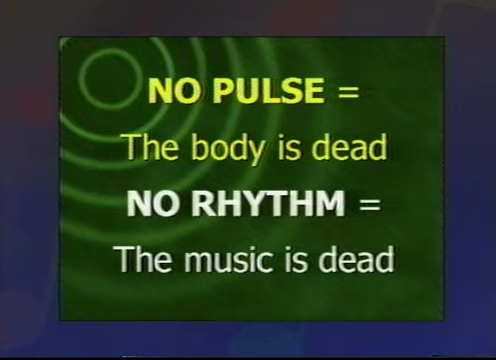 NO PULSE =
The body is dead
NO RHYTHM =
The music is dead